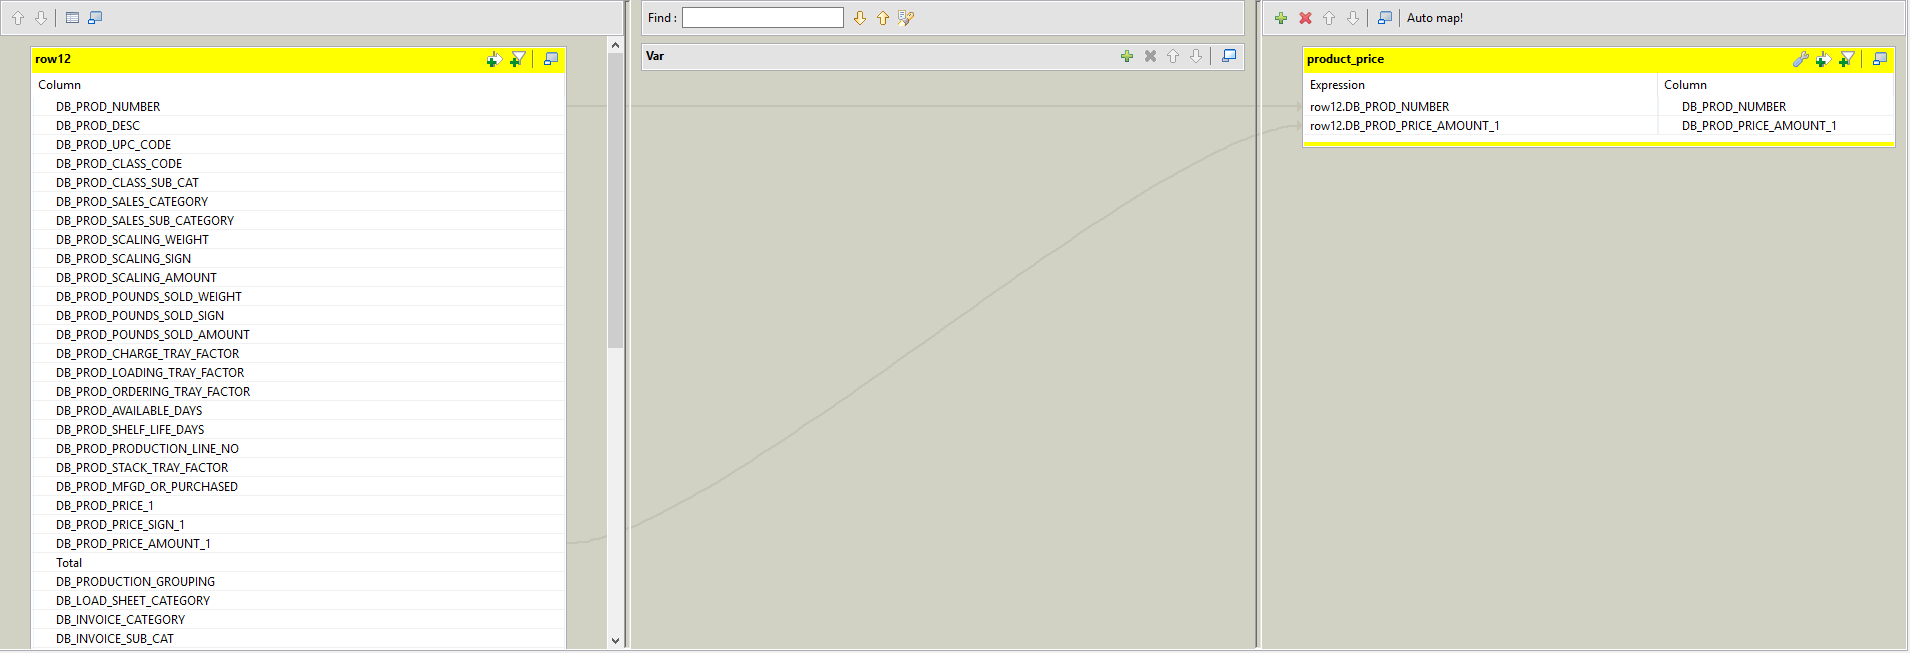 row12
Column
DB_PROD_NUMBER
DB_PROD_DESC
DB_PROD_UPC_CODE
DB_PROD_CLASS_CODE
DB_PROD_CLASS_SUB_CAT
DB_PROD_SALES_CATEGORY
DB_PROD_SALES_SUB_CATEGORY
DB_PROD_SCALING_WEIGHT
DB_PROD_SCALING_SIGN
DB_PROD_SCALING_AMOUNT
DB_PROD_POUNDS_SOLD_WEIGHT
DB_PROD_POUNDS_SOLD_SIGN
DB_PROD_POUNDS_SOLD_AMOUNT
DB_PROD_CHARGE_TRAY_FACTOR
DB_PROD_LOADING_TRAY_FACTOR
DB_PROD_ORDERING_TRAY_FACTOR
DB_PROD_AVAILABLE_DAYS
DB_PROD_SHELF_LIFE_DAYS
DB_PROD_PRODUCTION_LINE_NO
DB_PROD_STACK_TRAY_FACTOR
DB_PROD_MFGD_OR_PURCHASED
DB_PROD_PRICE_1
DB_PROD_PRICE_SIGN_1
DB_PROD_PRICE_AMOUNT_1
Total
DB_PRODUCTION_GROUPING
DB_LOAD_SHEET_CATEGORY
DB_INVOICE_CATEGORY
DB_INVOICE_SUB_CAT
Find :
Var
Auto map!
product_price
Expression Column
row12.DB_PROD_NUMBER DB_PROD_NUMBER
row12.DB_PROD_PRICE_AMOUNT_1 DB_PROD_PRICE_AMOUNT_1